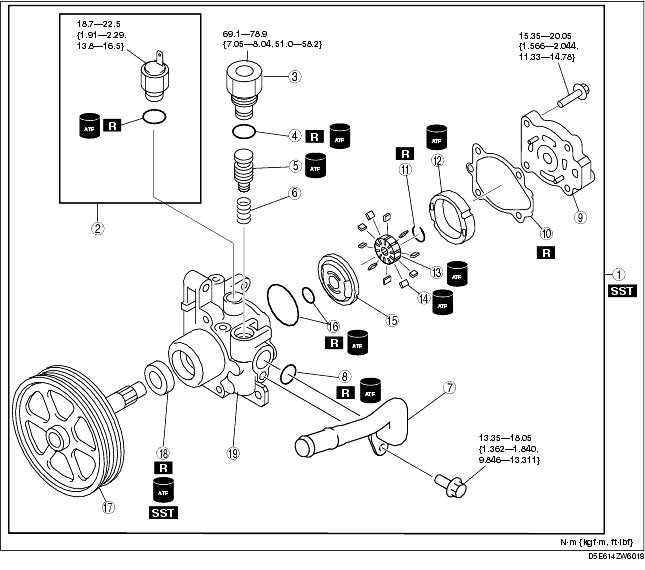 18.7—22.5
{1.91—2.29,
13.8—16.5}
ATF R
2
69.1—78.9
{7.05—8.04, 51.0—58.2}
3
4 R ATF
5 ATF
6
15.35—20.05
{1.566—2.044,
11.33—14.78}
ATF
R 12
11
9
10
R
1
SST
13 ATF
14 ATF
15
16
R ATF
8
R ATF
7
13.35—18.05
{1.362—1.840,
9.846—13.311}
18
R
ATF
SST
19
17
N·m {kgf·m, ft·lbf}
D5E614ZW6018